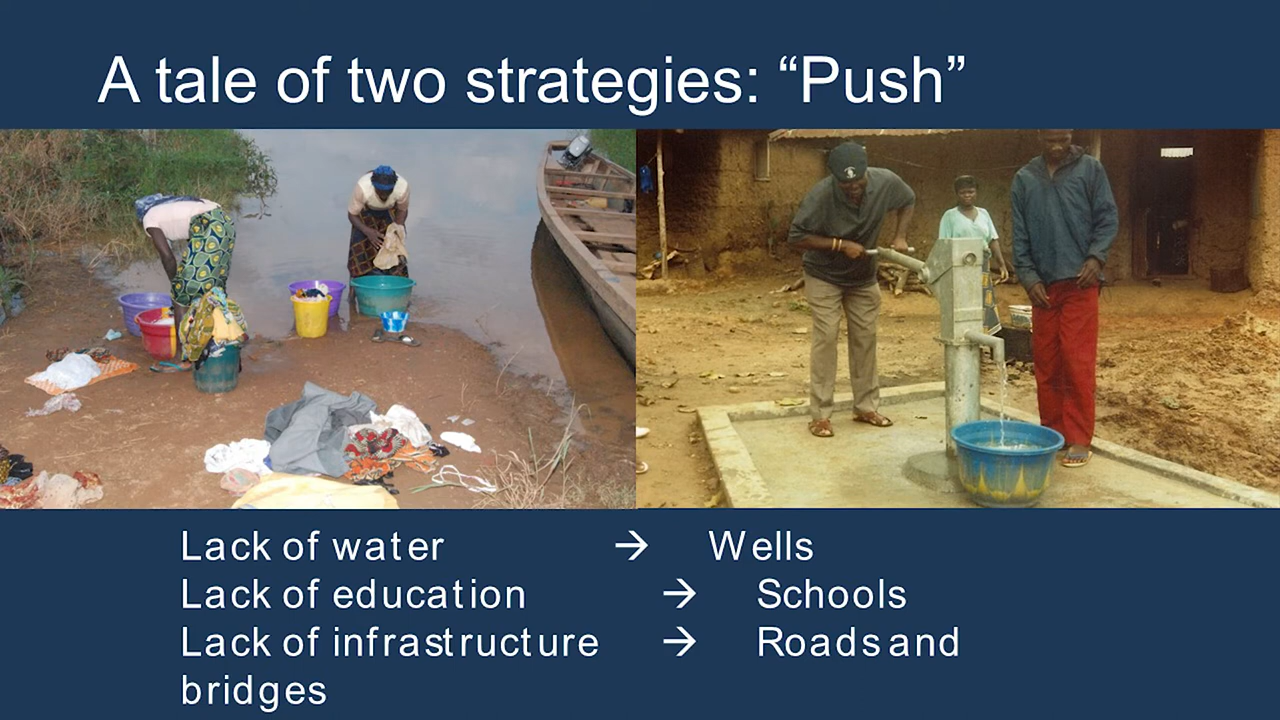 A tale of two strategies: “Push”
Lack of water → Wells
Lack of education → Schools
Lack of infrastructure → Roads and
bridges